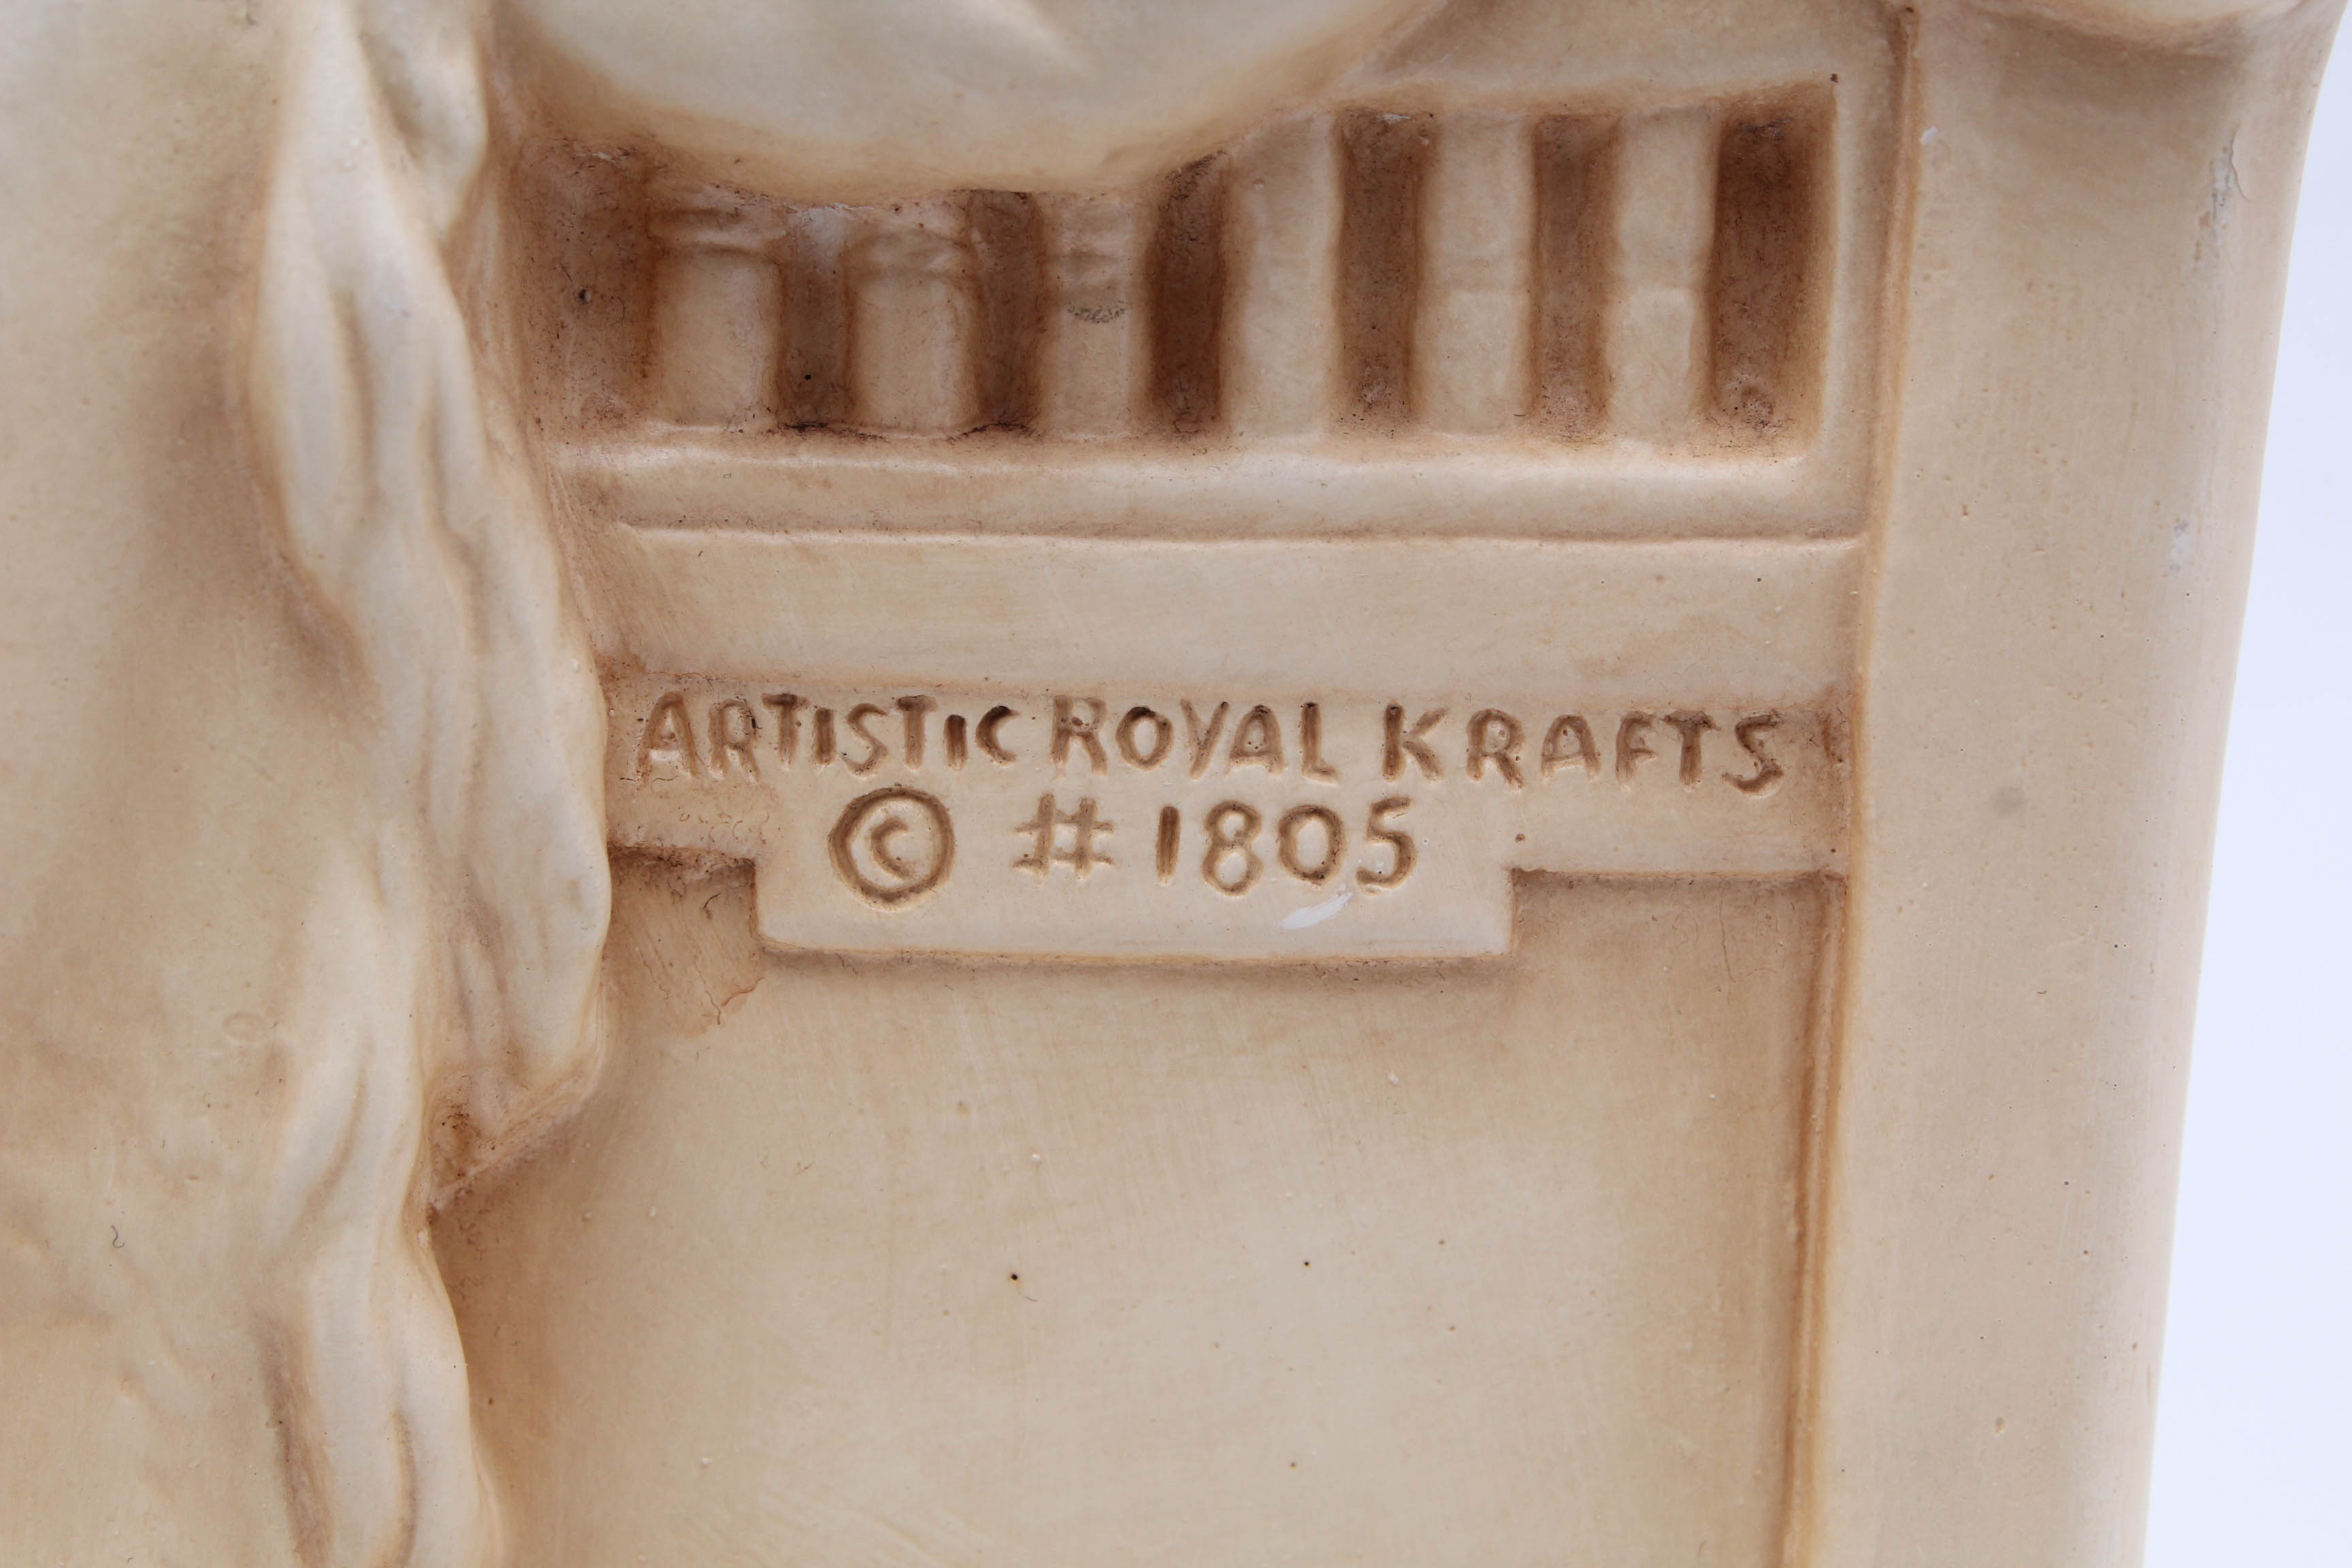 ARTISTIC ROYAL KRAFTS
© # 1805